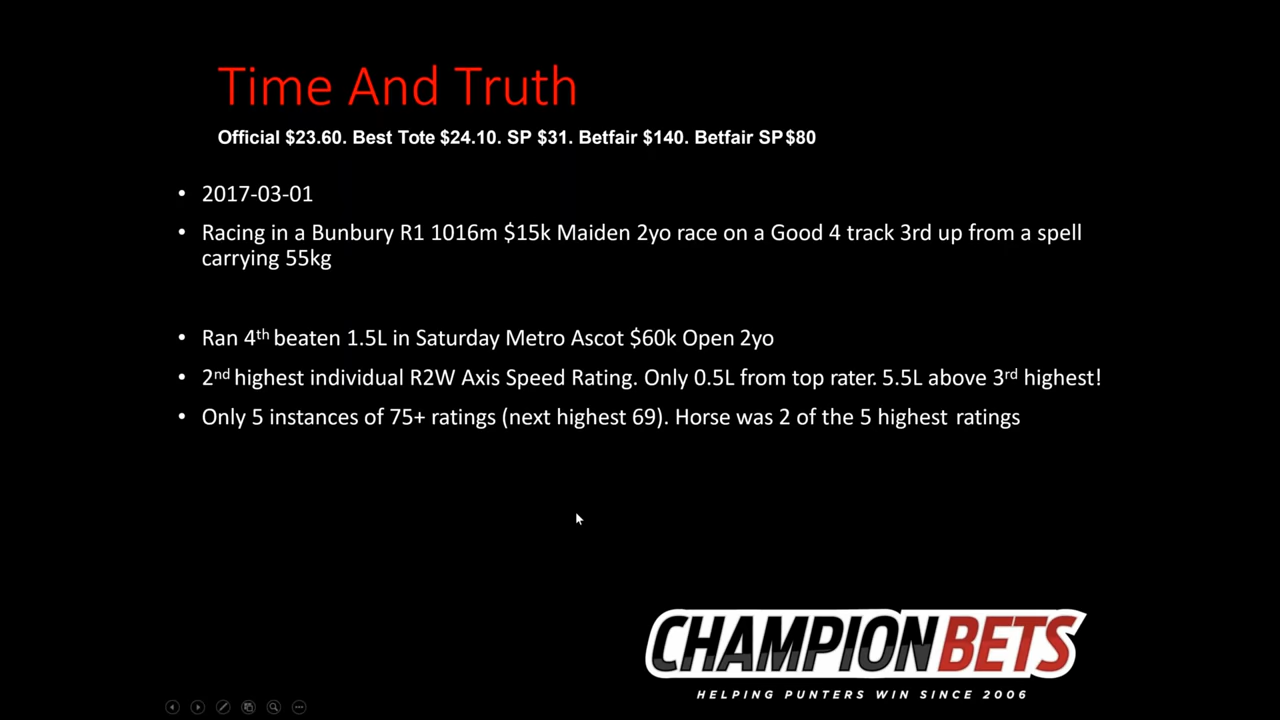 Time And Truth
Official $23.60. Best Tote $24.10. SP $31. Betfair $140. Betfair SP $80
• 2017-03-01
• Racing in a Bunbury R1 1016m $15k Maiden 2yo race on a Good 4 track 3rd up from a spell
carrying 55kg
• Ran 4th beaten 1.5L in Saturday Metro Ascot $60k Open 2yo
• 2nd highest individual R2W Axis Speed Rating. Only 0.5L from top rater. 5.5L above 3rd highest!
• Only 5 instances of 75+ ratings (next highest 69). Horse was 2 of the 5 highest ratings
CHAMPIONBETS
HELPING PUNTERS WIN SINCE 2006